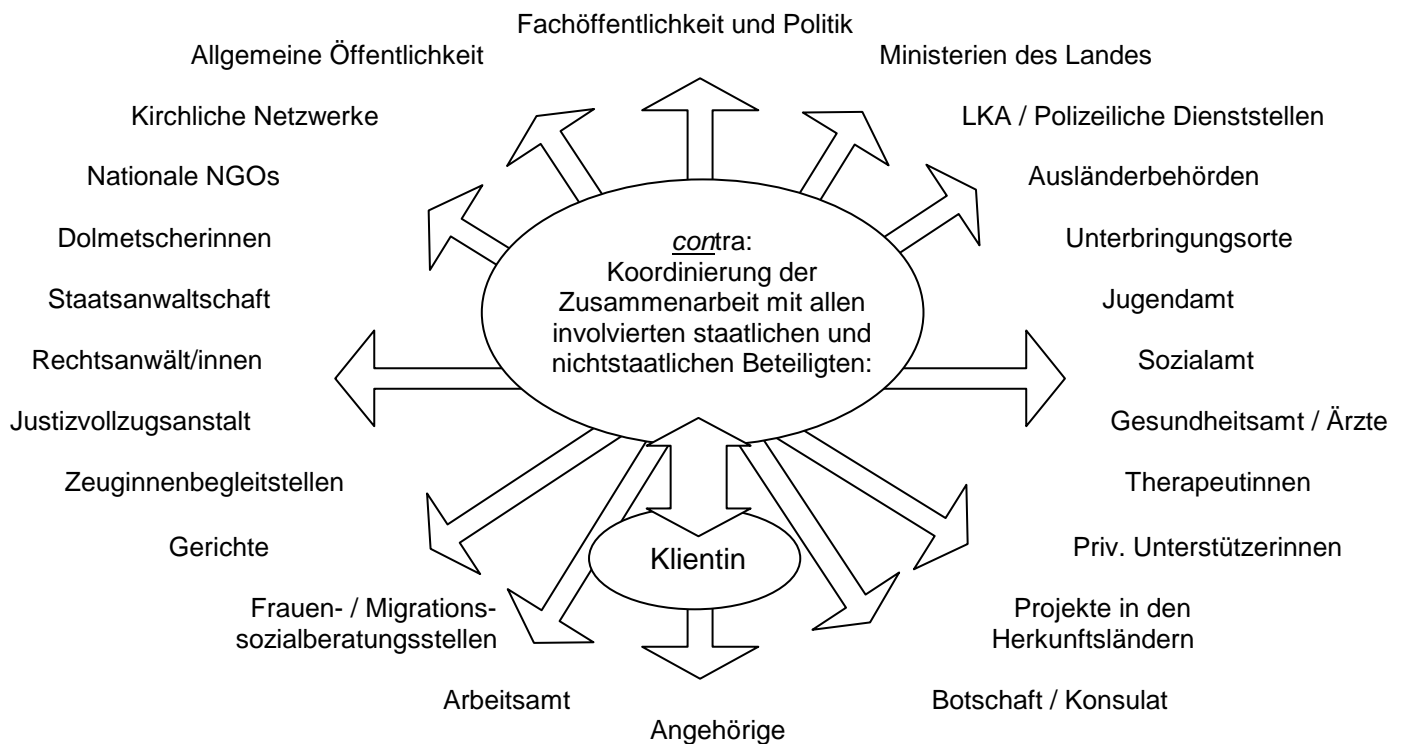 Fachöffentlichkeit und Politik
Allgemeine Öffentlichkeit
Ministerien des Landes
Kirchliche Netzwerke
LKA / Polizeiliche Dienststellen
Nationale NGOs
Ausländerbehörden
Dolmetscherinnen
Unterbringungsorte
contra:
Koordinierung der
Zusammenarbeit mit allen
involvierten staatlichen und
nichtstaatlichen Beteiligten:
Staatsanwaltschaft
Jugendamt
Rechtsanwält/innen
Sozialamt
Justizvollzugsanstalt
Gesundheitsamt / Ärzte
Zeuginnenbegleitstellen
Therapeutinnen
Gerichte
Klientin
Priv. Unterstützerinnen
Frauen- / Migrations-
sozialberatungsstellen
Projekte in den
Herkunftsländern
Arbeitsamt
Angehörige
Botschaft / Konsulat